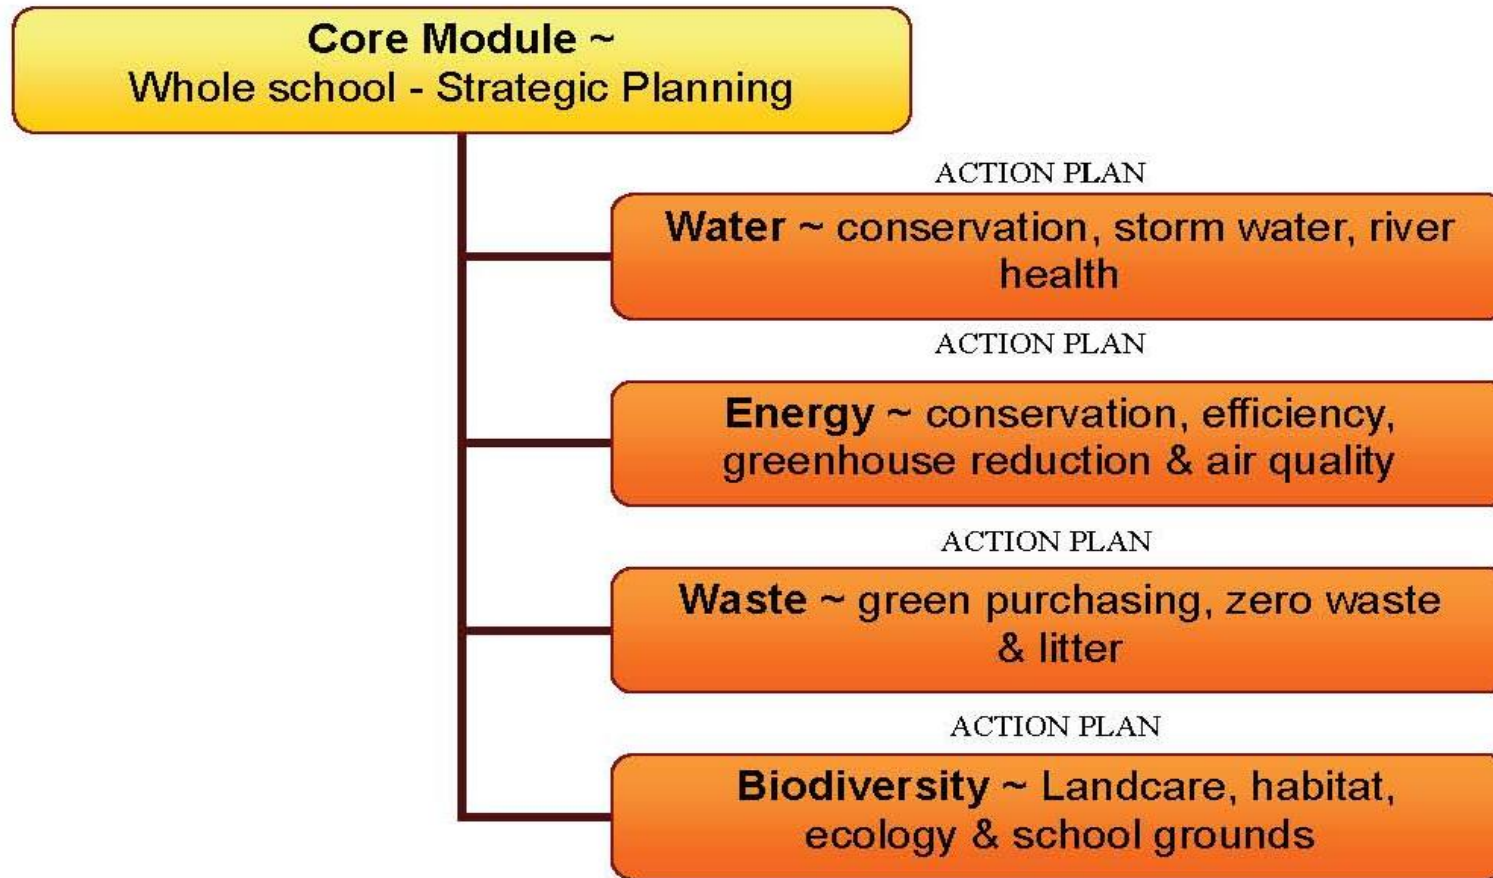 Core Module ~
Whole school - Strategic Planning
ACTION PLAN
Water ~ conservation, storm water, river
health
ACTION PLAN
Energy ~ conservation, efficiency,
greenhouse reduction & air quality
ACTION PLAN
Waste ~ green purchasing, zero waste
& litter
ACTION PLAN
Biodiversity ~ Landcare, habitat,
ecology & school grounds